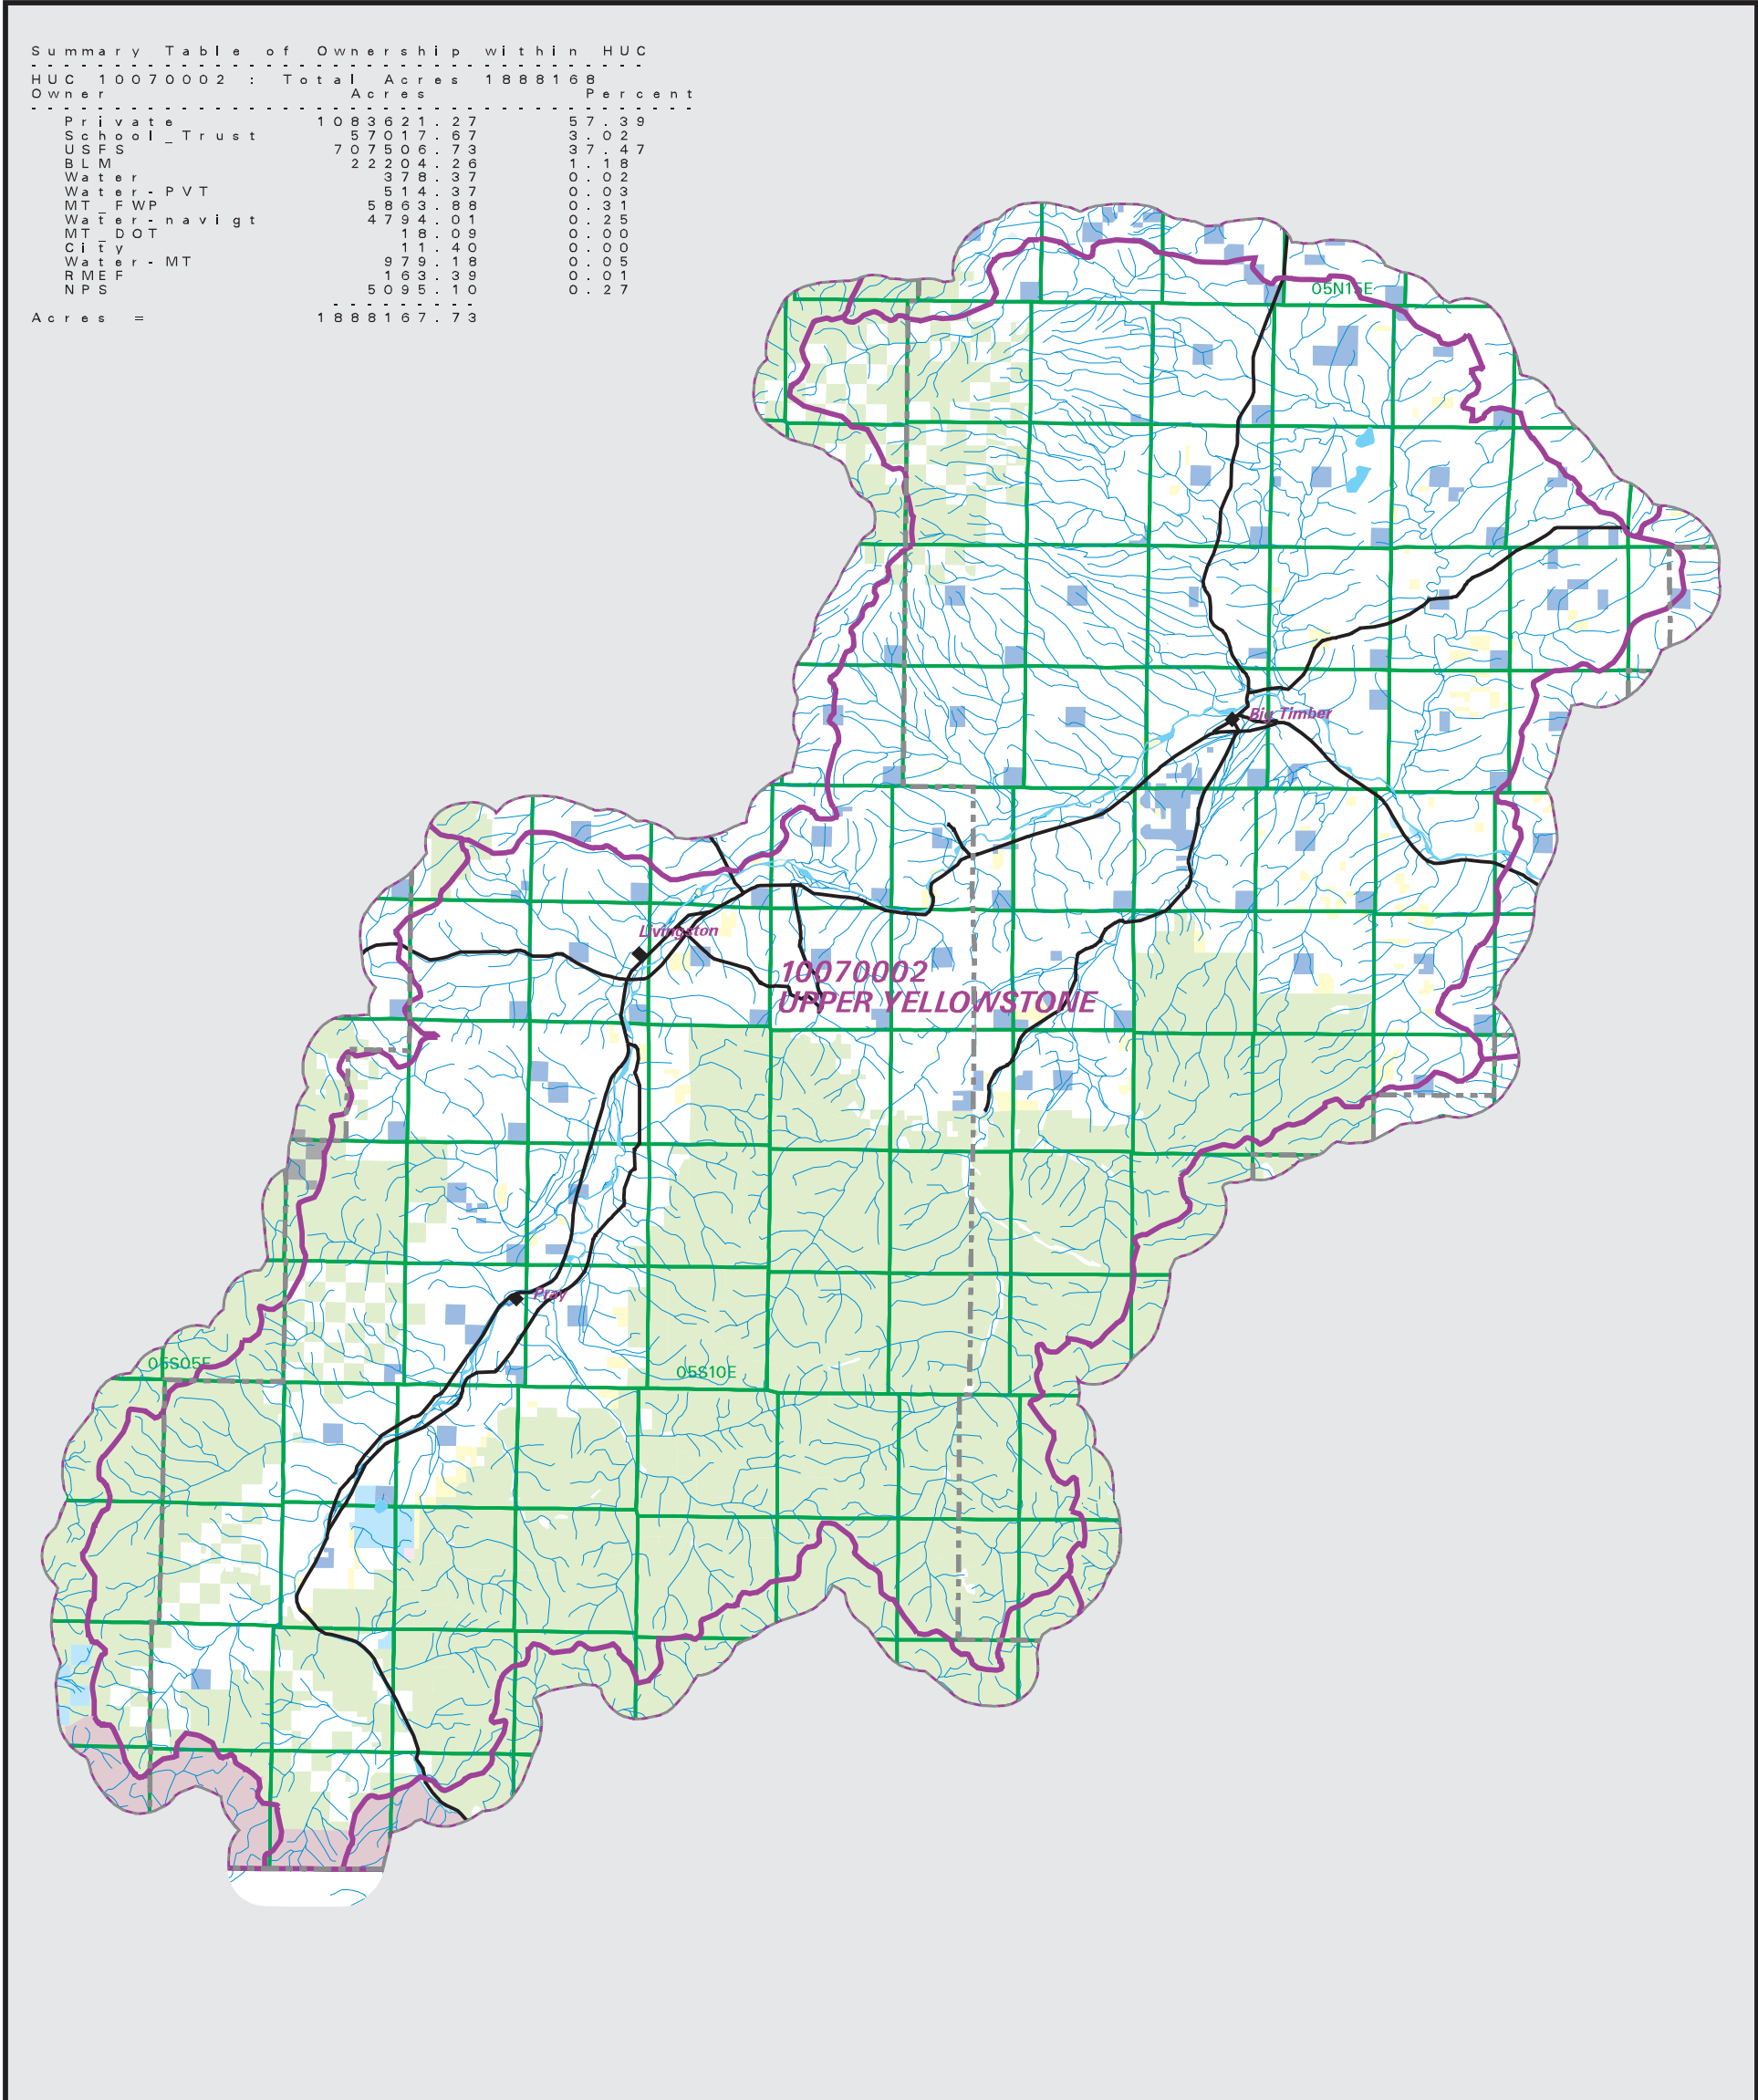 Summary Table of Ownership within HUC
- - - - - - - - - - - - - - - - - - - - - - - - - - - - - - - - - - - - -
HUC 10070002 : Total Acres 1888168
Owner Acres Percent
- - - - - - - - - - - - - - - - - - - - - - - - - - - - - - - - - - - - - - - -
Private 1083621.27 57.39
School_Trust 57017.67 3.02
USFS 707506.73 37.47
BLM 22204.26 1.18
Water 378.37 0.02
Water-PVT 514.37 0.03
MT_FWP 5863.88 0.31
Water-navigt 4794.01 0.25
MT_DOT 18.09 0.00
City 11.40 0.00
Water-MT 979.18 0.05
RMEF 163.39 0.01
NPS 5095.10 0.27
- - - - - - - - -
Acres = 1888167.73
05N15E
Big Timber
Livingston
10070002
UPPER YELLOWSTONE
Pray
05S05E
05S10E